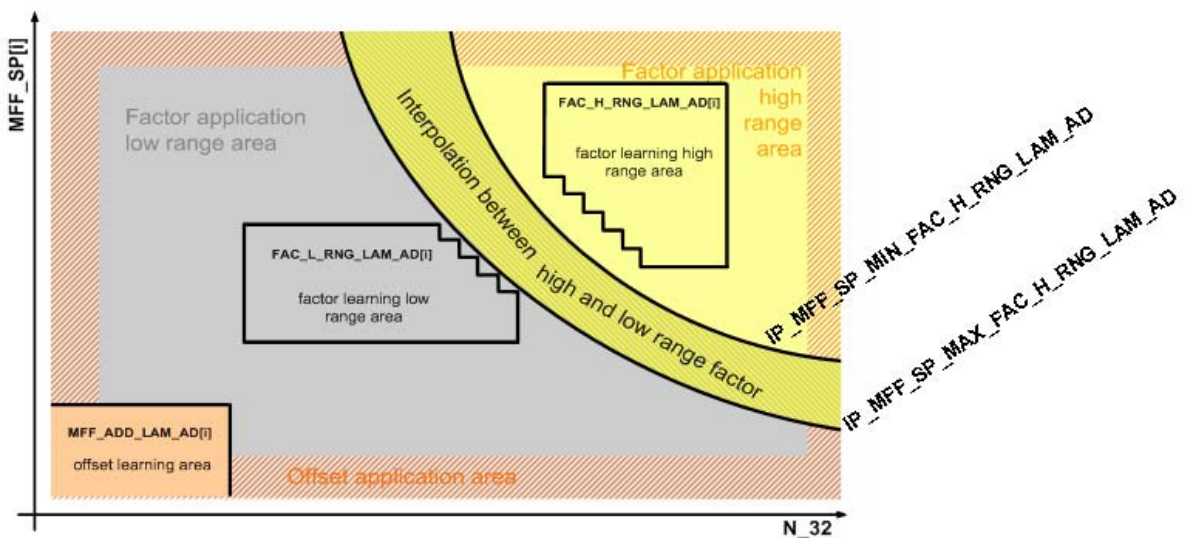 MFF_SP[i]
Factor application
low range area
Factor application
high
range
area
FAC_H_RNG_LAM_AD[i]
factor learning high
range area
Interpolation between high and low range factor
FAC_L_RNG_LAM_AD[i]
factor learning low
range area
IP_MFF_SP_MIN_FAC_H_RNG_LAM_AD
IP_MFF_SP_MAX_FAC_H_RNG_LAM_AD
MFF_ADD_LAM_AD[i]
offset learning area
Offset application area
N_32